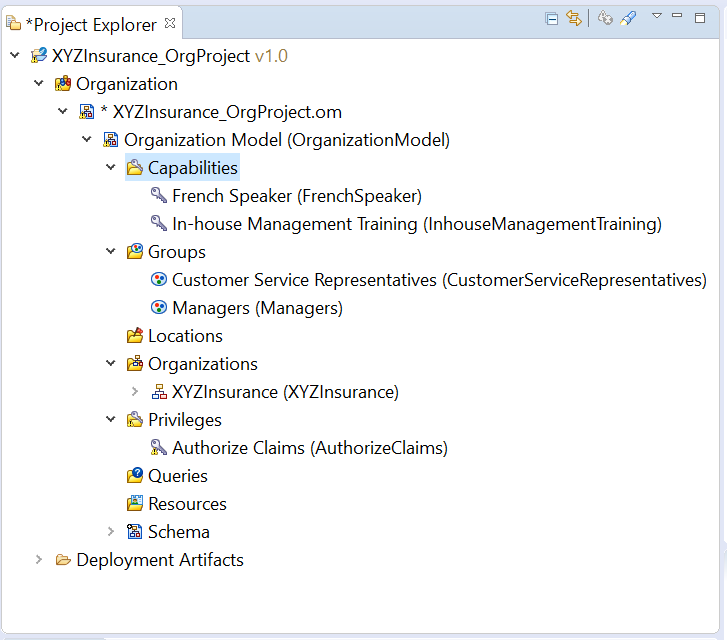 *Project Explorer
XYZInsurance_OrgProject v1.0
Organization
* XYZInsurance_OrgProject.om
Organization Model (OrganizationModel)
Capabilities
French Speaker (FrenchSpeaker)
In-house Management Training (InhouseManagementTraining)
Groups
Customer Service Representatives (CustomerServiceRepresentatives)
Managers (Managers)
Locations
Organizations
XYZInsurance (XYZInsurance)
Privileges
Authorize Claims (AuthorizeClaims)
Queries
Resources
Schema
Deployment Artifacts